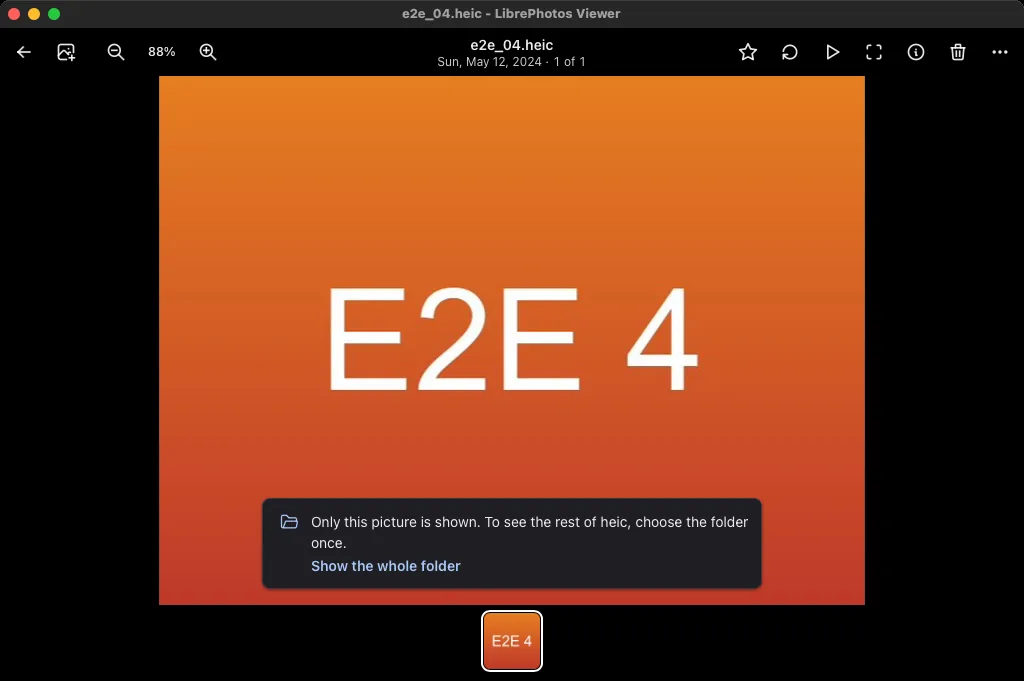 e2e_04.heic - LibrePhotos Viewer
88%
e2e_04.heic
Sun, May 12, 2024 · 1 of 1
E2E 4
Only this picture is shown. To see the rest of heic, choose the folder
once.
Show the whole folder
E2E 4